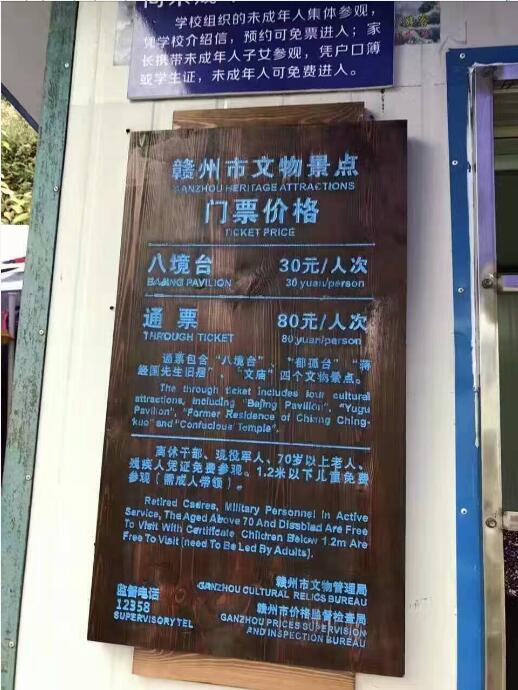 学校组织的未成年人集体参观,
凭学校介绍信，预约可免票进入；家
长携带未成年人子女参观，凭户口簿
或学生证，未成年人可免费进入。
赣州市文物景点
GANZHOU HERITAGE ATTRACTIONS
门票价格
TICKET PRICE
八境台 30元/人次
BAJING PAVILION 30 yuan/person
通票 80元/人次
THROUGH TICKET 80 yuan/person
通票包含“八境台”、“郁孤台”、“蒋
经国先生旧居”、“文庙”四个文物景点。
The through ticket includes four cultural
attractions, including "Bajing Pavilion", "Yugu
Pavilion", "Former Residence of Chiang Ching-
kuo" and "Confucious Temple".
离休干部、现役军人、70岁以上老人、
残疾人凭证免费参观。1.2米以下儿童免费
参观（需成人带领）。
Retired Cadres, Military Personnel In Active
Service, The Aged Above 70 And Disabled Are Free
To Visit With Certificate Children Below 1.2m Are
Free To Visit [need To Be Led By Adults].
监督电话
12358
SUPERVISORY TEL
赣州市文物管理局
GANZHOU CULTURAL RELICS BUREAU
赣州市价格监督检查局
GANZHOU PRICES SUPERVISION
AND INSPECTION BUREAU